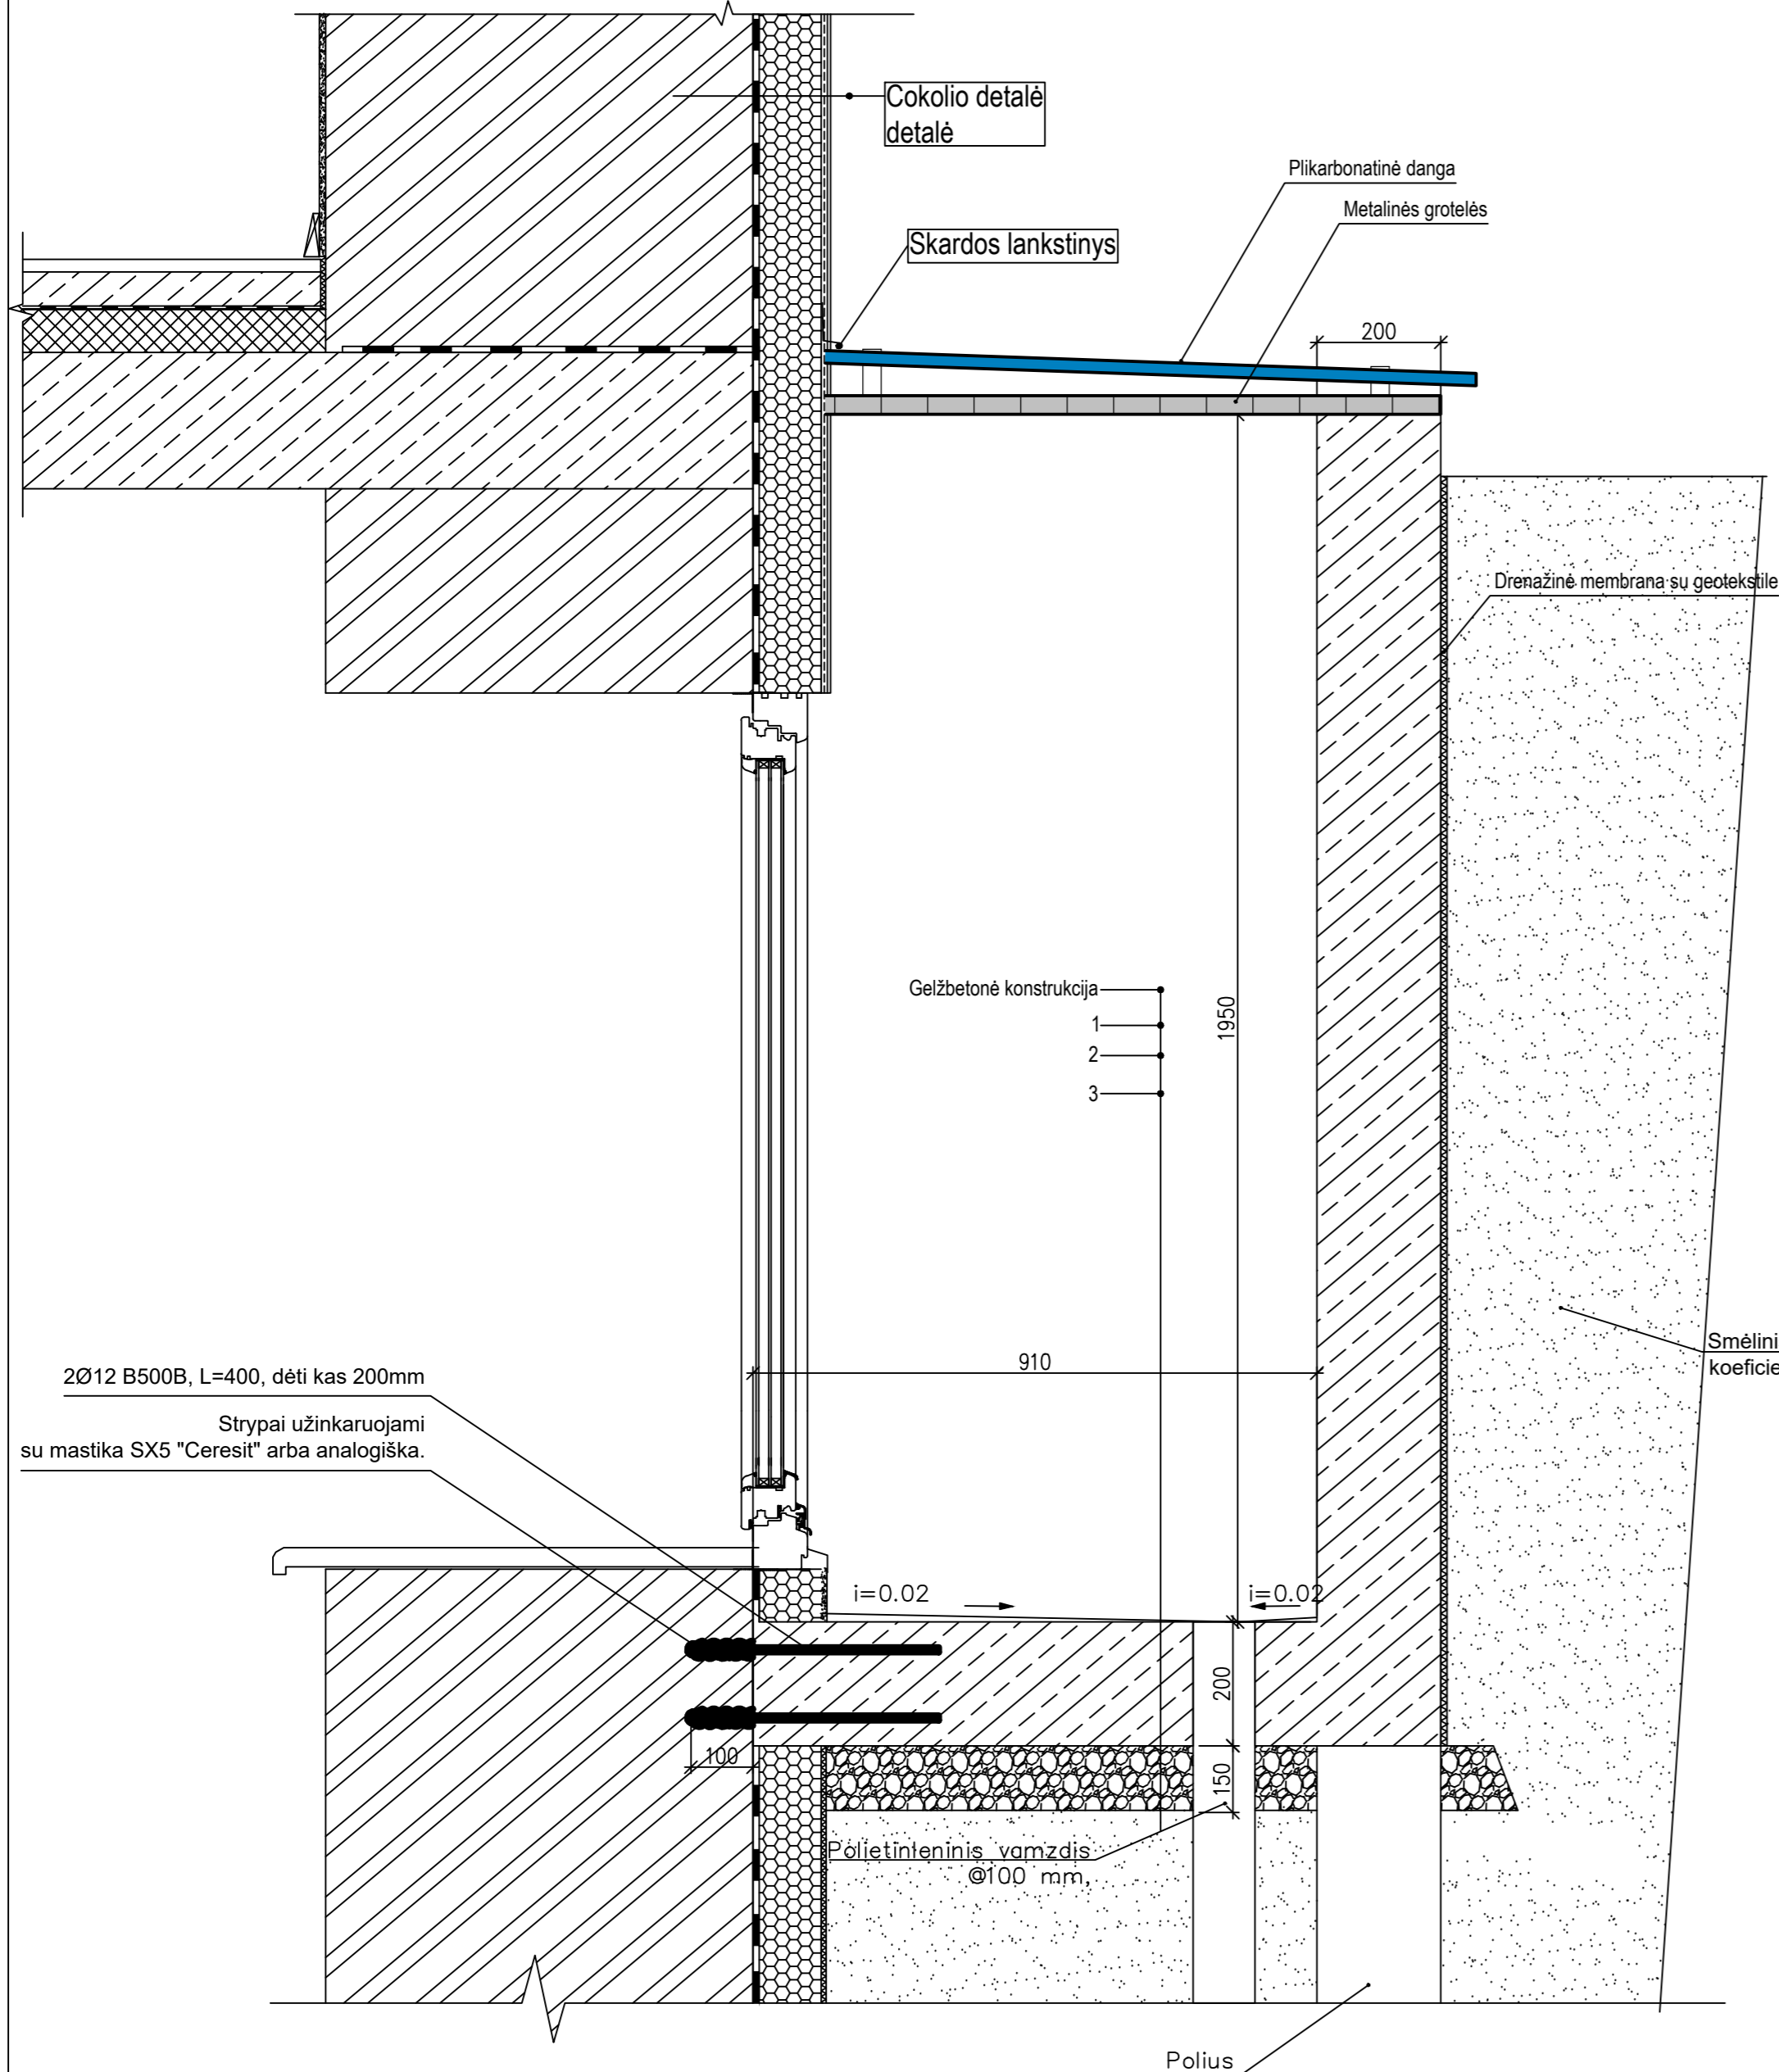 Cokolio detalė
detalė
Plikarbonatinė danga
Metalinės grotelės
Skardos lankstinys
200
Drenažinė membrana su geotekstile
Gelžbetonė konstrukcija
1
2
3
1950
910
Smėlini
koeficie
2Ø12 B500B, L=400, dėti kas 200mm
Strypai užinkaruojami
su mastika SX5 "Ceresit" arba analogiška.
i=0.02
i=0.02
200
100
150
Polietinteninis vamzdis
@100 mm,
Polius